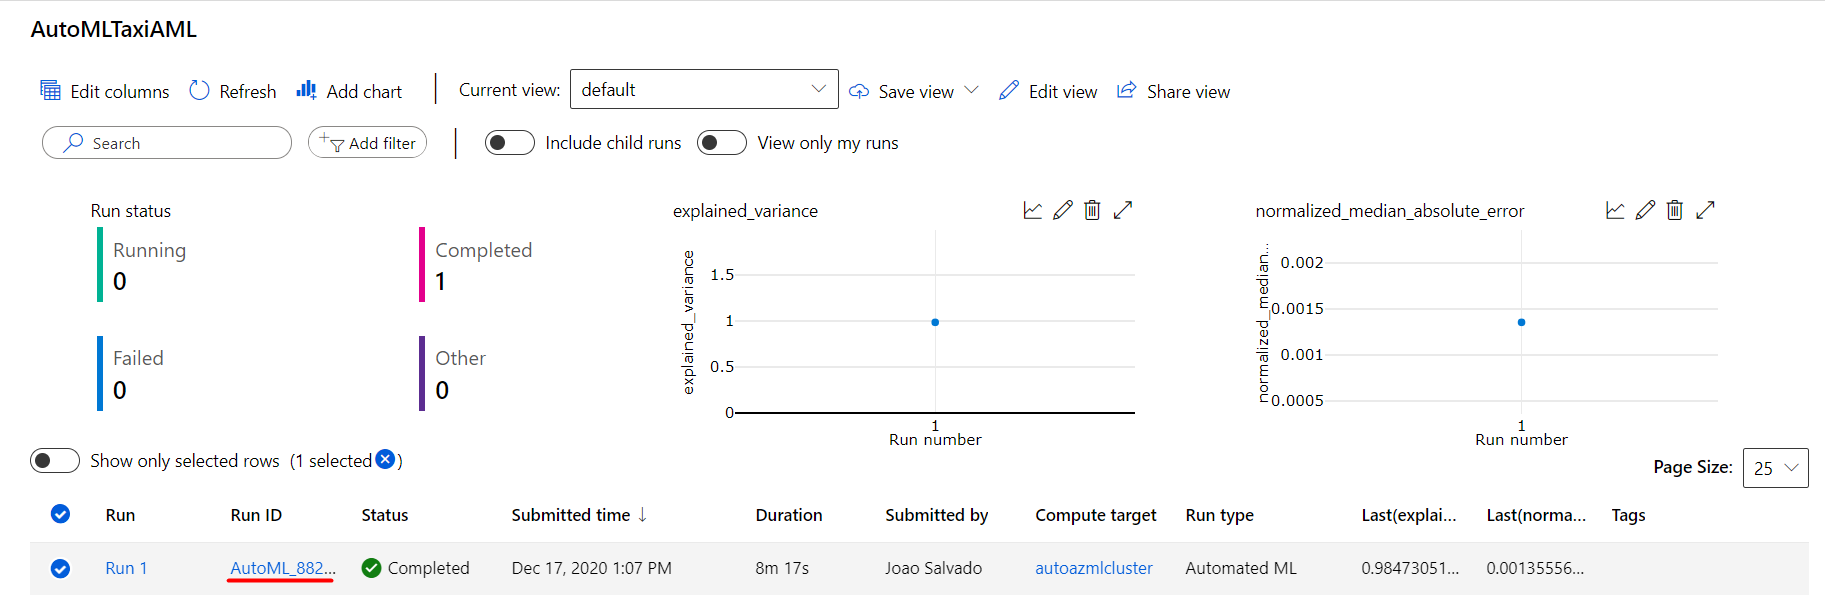 AutoMLTaxiAML
Edit columns Refresh Add chart Current view: default Save view Edit view Share view
Search Add filter Include child runs View only my runs
Run status
Running
0
Completed
1
Failed
0
Other
0
explained_variance
explained_variance
1.5
1
0.5
0
1
Run number
normalized_median_absolute_error
normalized_median...
0.002
0.0015
0.001
0.0005
1
Run number
Show only selected rows (1 selected )
Page Size: 25
Run Run ID Status Submitted time ↓ Duration Submitted by Compute target Run type Last(explai... Last(norma... Tags
Run 1 AutoML_882... Completed Dec 17, 2020 1:07 PM 8m 17s Joao Salvado autoazmlcluster Automated ML 0.98473051... 0.00135556...